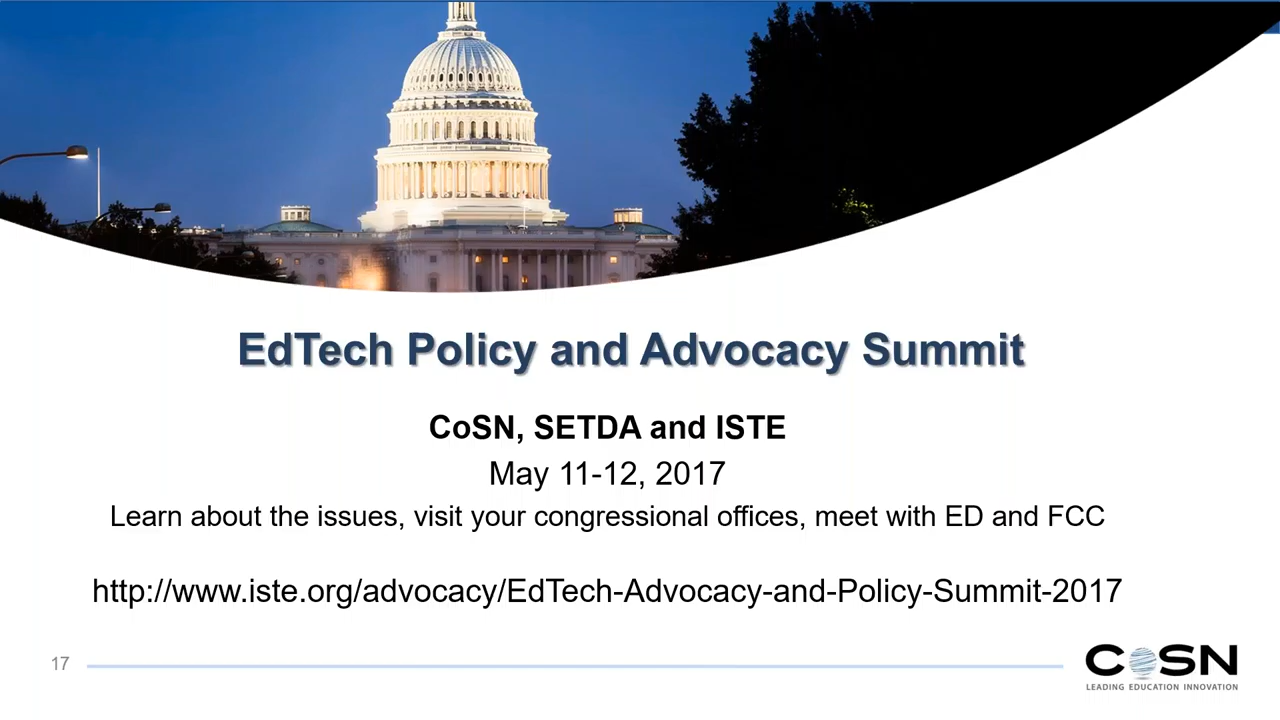 EdTech Policy and Advocacy Summit
CoSN, SETDA and ISTE
May 11-12, 2017
Learn about the issues, visit your congressional offices, meet with ED and FCC
http://www.iste.org/advocacy/EdTech-Advocacy-and-Policy-Summit-2017
17
COSN
LEADING EDUCATION INNOVATION